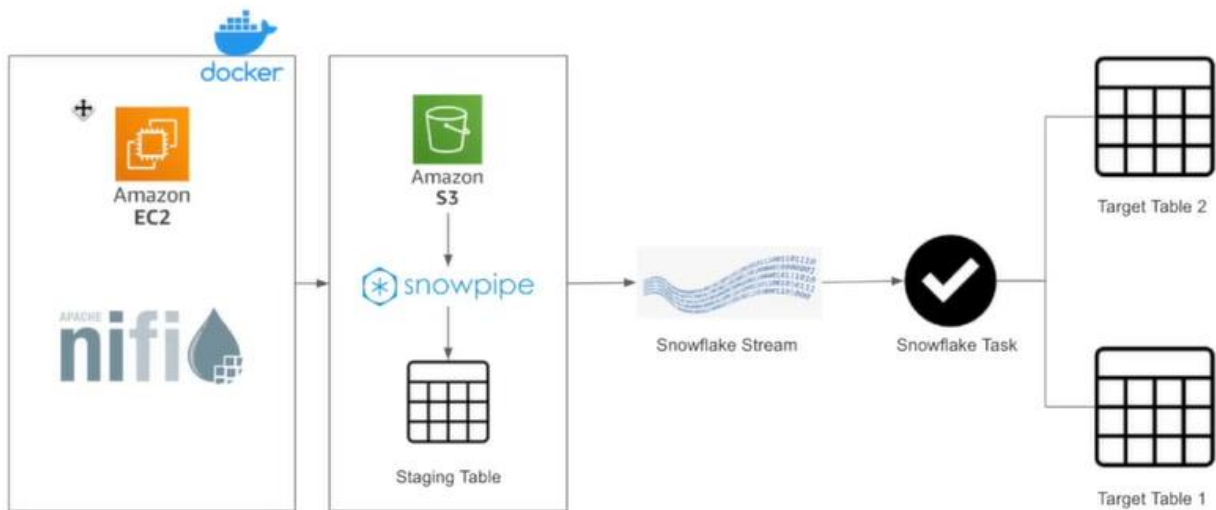 docker
Amazon
EC2
APACHE
nifi
Amazon
S3
snowpipe
Staging Table
Snowflake Stream
Snowflake Task
Target Table 2
Target Table 1